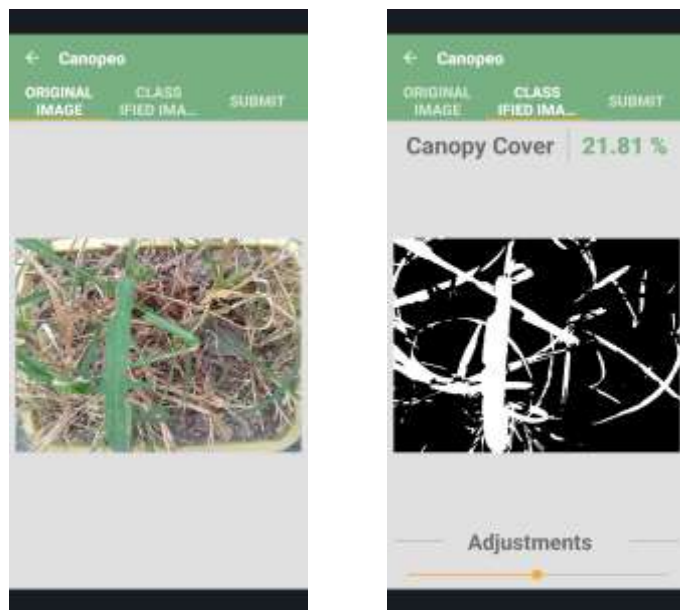 ← Canopeo
ORIGINAL IMAGE
CLASS
IFIED IMA...
SUBMIT
← Canopeo
ORIGINAL IMAGE
CLASS
IFIED IMA...
SUBMIT
Canopy Cover 21.81 %
Adjustments